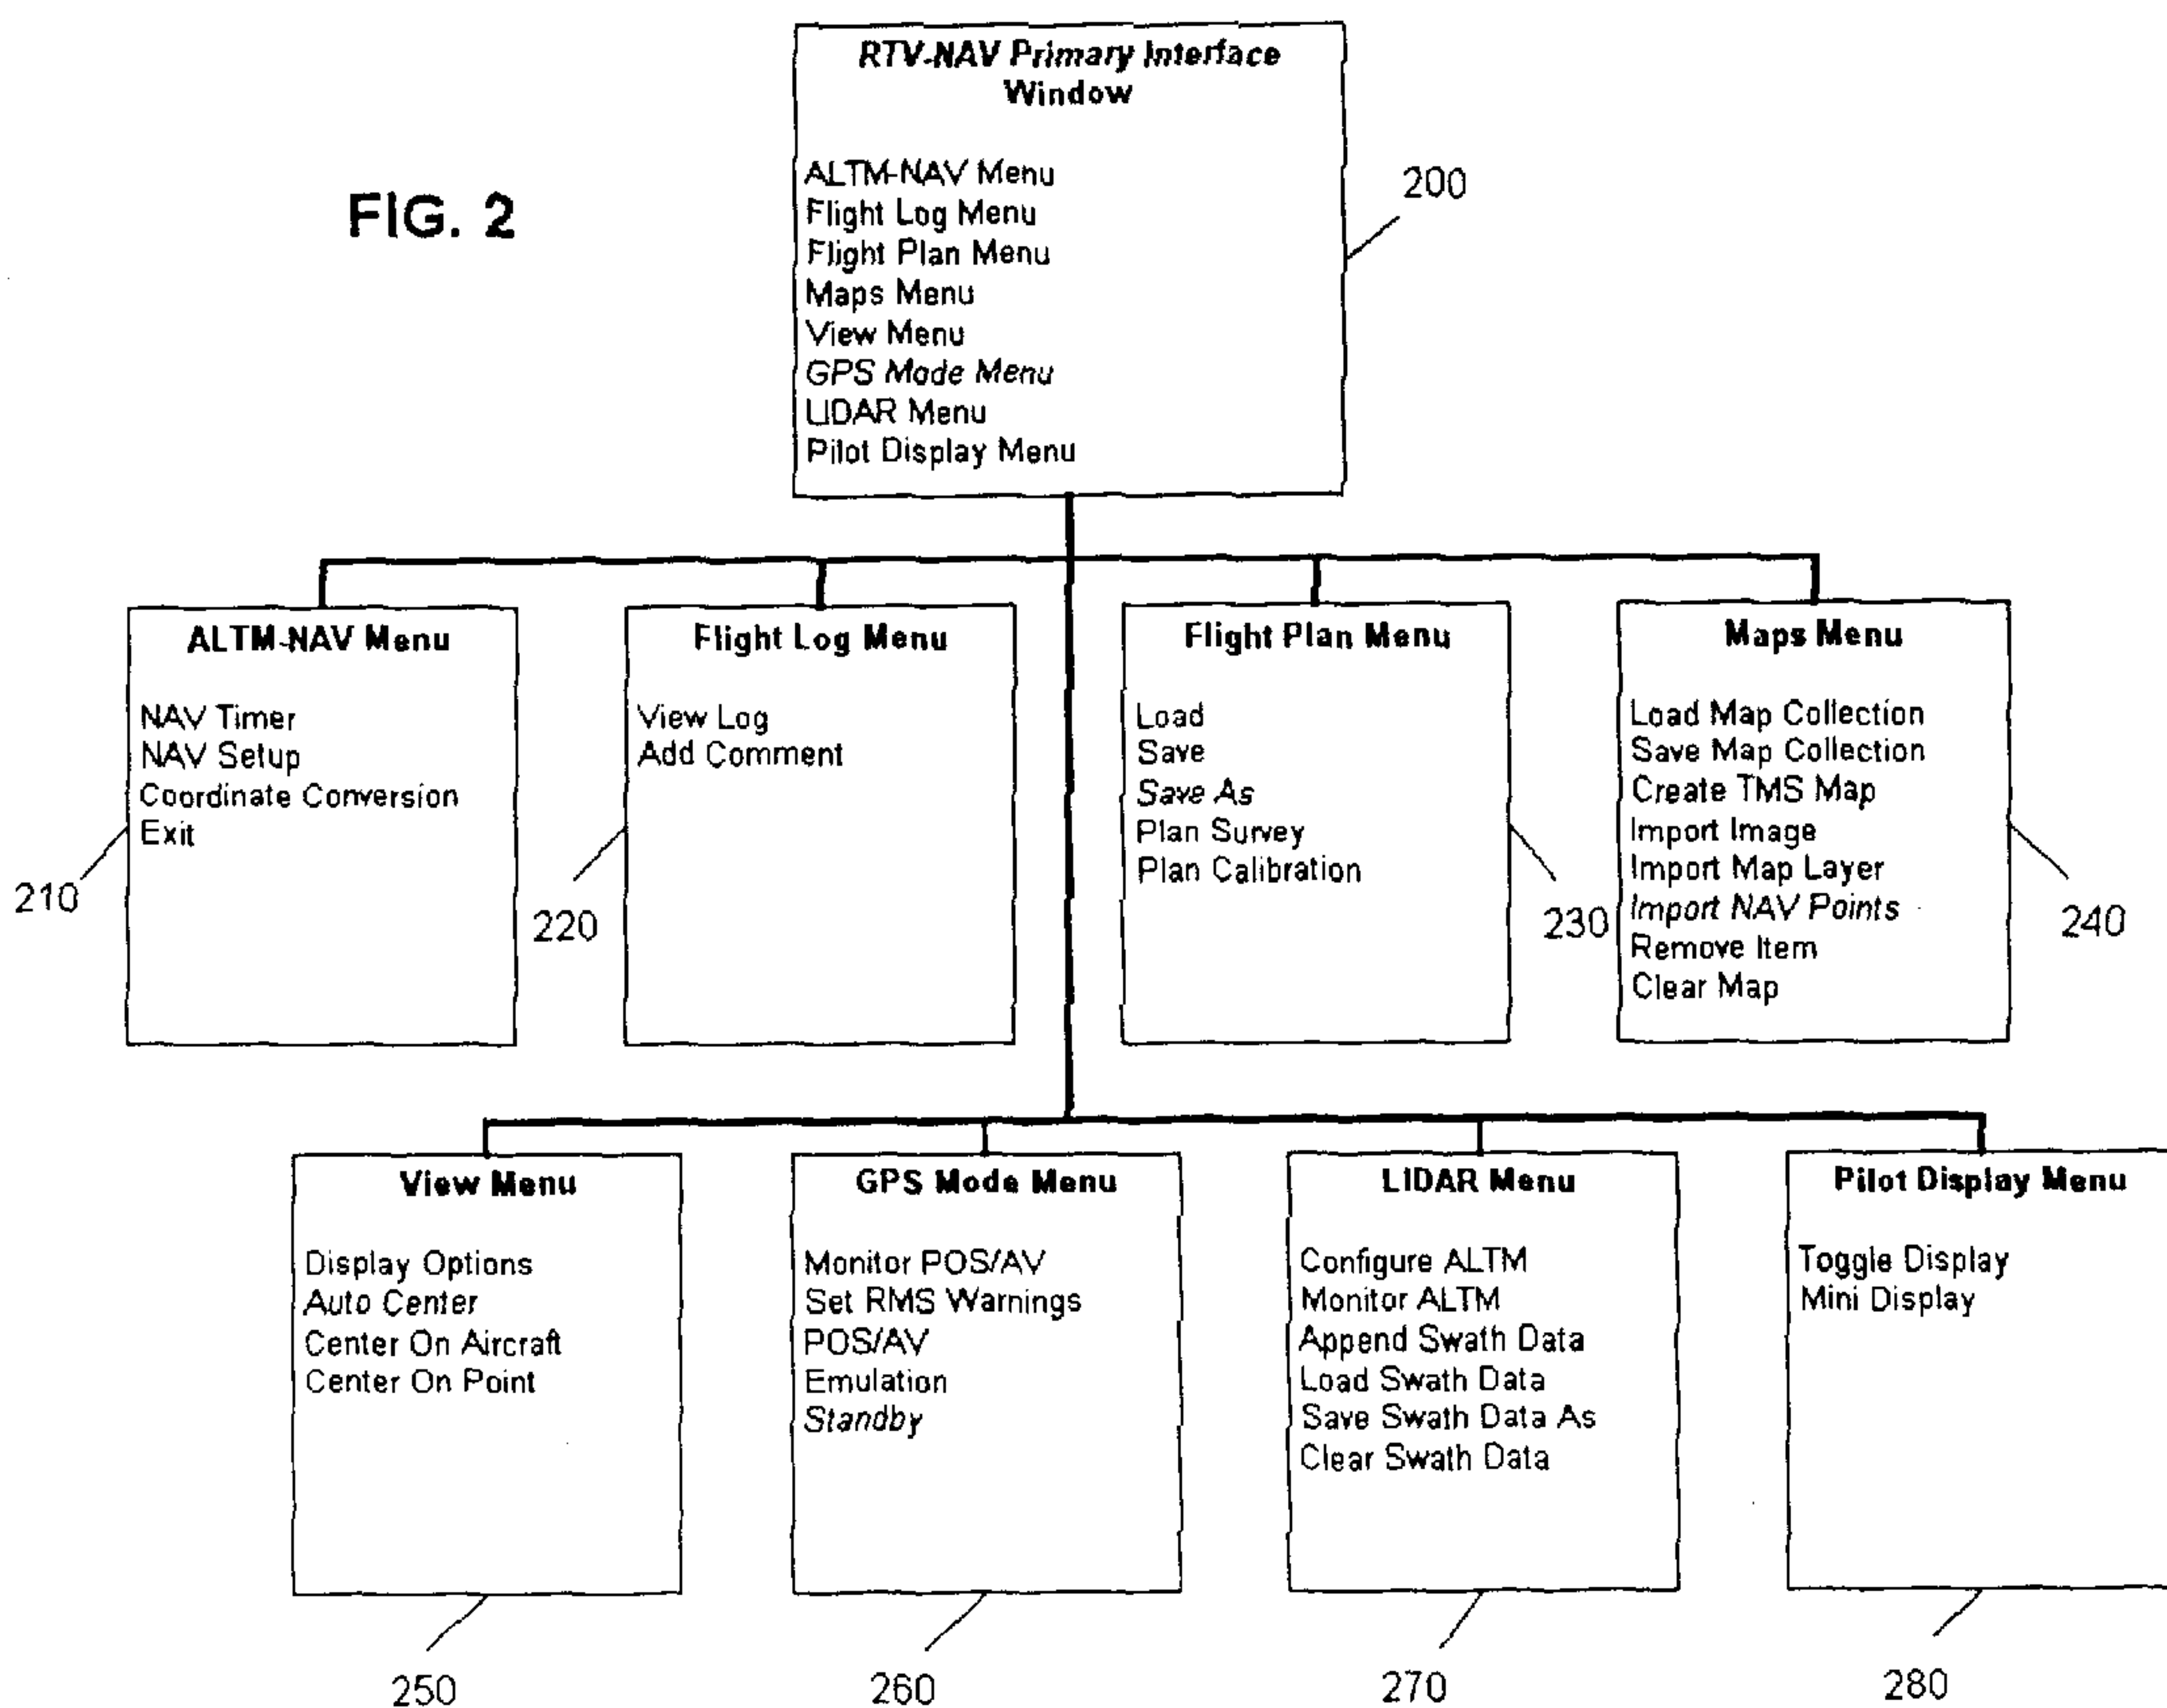 FIG. 2
RTV-NAV Primary Interface
Window
ALTM-NAV Menu
Flight Log Menu
Flight Plan Menu
Maps Menu
View Menu
GPS Mode Menu
LIDAR Menu
Pilot Display Menu
200
ALTM-NAV Menu
NAV Timer
NAV Setup
Coordinate Conversion
Exit
210
Flight Log Menu
View Log
Add Comment
220
Flight Plan Menu
Load
Save
Save As
Plan Survey
Plan Calibration
230
Maps Menu
Load Map Collection
Save Map Collection
Create TMS Map
Import Image
Import Map Layer
Import NAV Points
Remove Item
Clear Map
240
View Menu
Display Options
Auto Center
Center On Aircraft
Center On Point
250
GPS Mode Menu
Monitor POS/AV
Set RMS Warnings
POS/AV
Emulation
Standby
260
LIDAR Menu
Configure ALTM
Monitor ALTM
Append Swath Data
Load Swath Data
Save Swath Data As
Clear Swath Data
270
Pilot Display Menu
Toggle Display
Mini Display
280